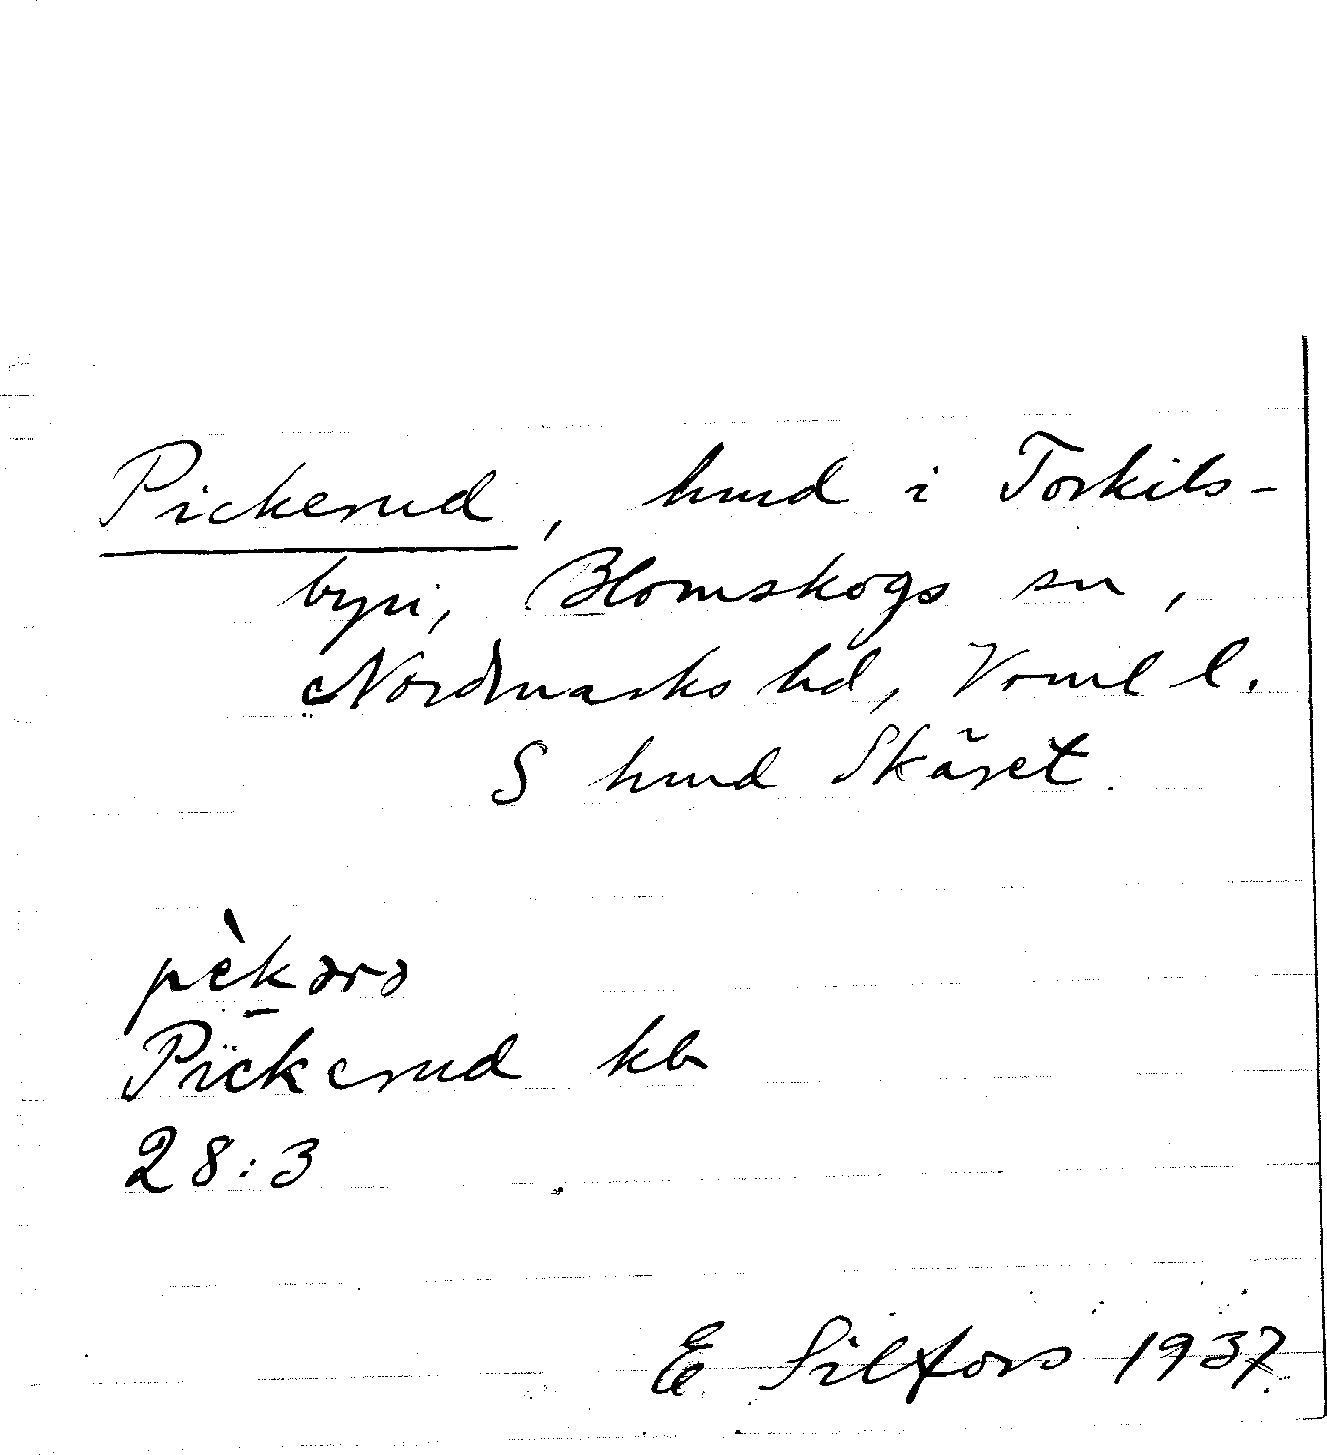 Pickerud, hmd i Torkils-
byn, Blomskogs sn,
Nordmarks hd, Vrml l.
S hmd Skäret.
pèkərə
Pickerud kb
28:3
E Silfors 1937